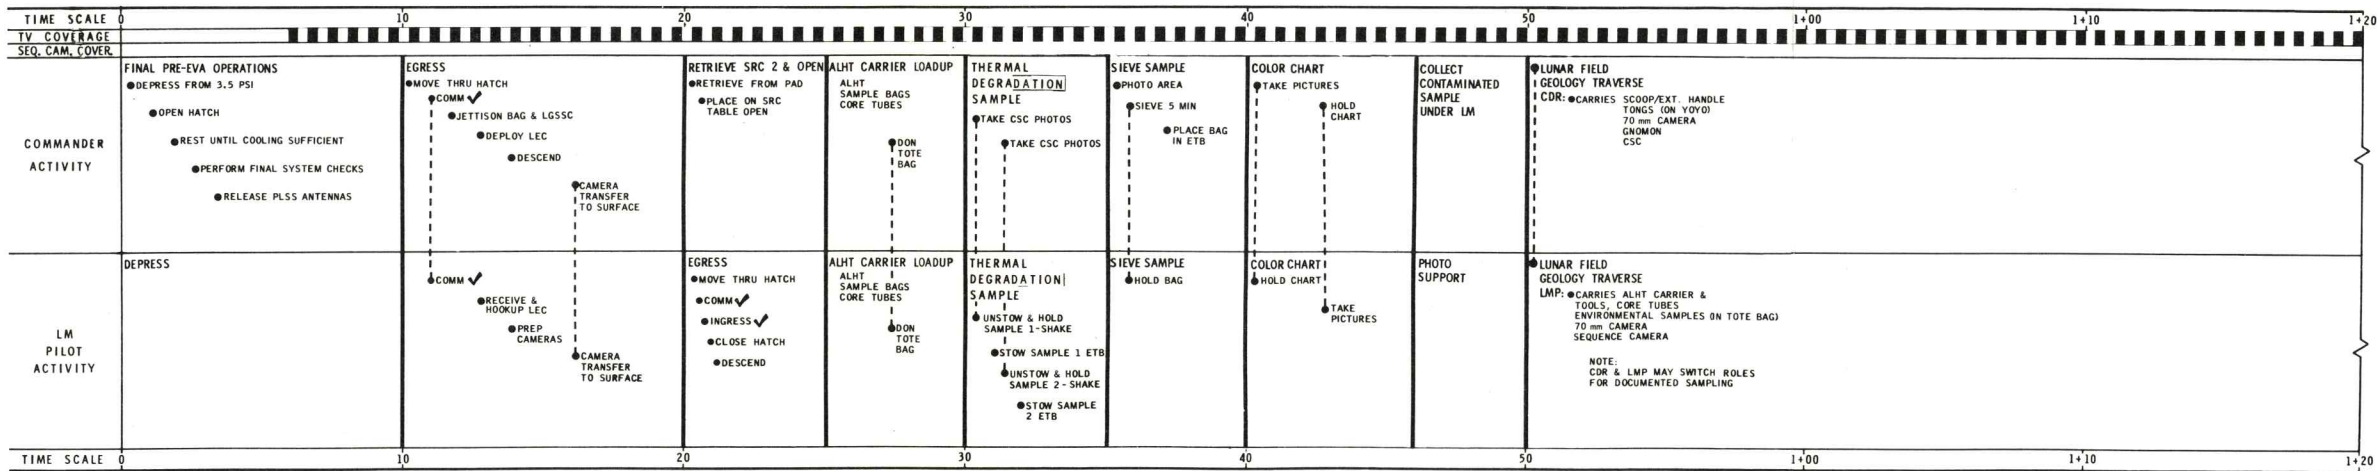 TIME SCALE 0 10 20 30 40 50 1+00 1+10 1+20
TV COVERAGE
SEQ. CAM. COVER.
COMMANDER
ACTIVITY
FINAL PRE-EVA OPERATIONS
●DEPRESS FROM 3.5 PSI
●OPEN HATCH
●REST UNTIL COOLING SUFFICIENT
●PERFORM FINAL SYSTEM CHECKS
●RELEASE PLSS ANTENNAS
EGRESS
●MOVE THRU HATCH
●COMM ✓
●JETTISON BAG & LGSSC
●DEPLOY LEC
●DESCEND
●CAMERA
TRANSFER
TO SURFACE
RETRIEVE SRC 2 & OPEN
●RETRIEVE FROM PAD
●PLACE ON SRC
TABLE OPEN
ALHT CARRIER LOADUP
ALHT
SAMPLE BAGS
CORE TUBES
●DON
TOTE
BAG
THERMAL
DEGRADATION
SAMPLE
●TAKE CSC PHOTOS
●TAKE CSC PHOTOS
SIEVE SAMPLE
●PHOTO AREA
●SIEVE 5 MIN
●PLACE BAG
IN ETB
COLOR CHART
●TAKE PICTURES
●HOLD
CHART
COLLECT
CONTAMINATED
SAMPLE
UNDER LM
●LUNAR FIELD
GEOLOGY TRAVERSE
CDR: ●CARRIES SCOOP/EXT. HANDLE
TONGS (ON YOYO)
70 mm CAMERA
GNOMON
CSC
LM
PILOT
ACTIVITY
DEPRESS
●COMM ✓
●RECEIVE &
HOOKUP LEC
●PREP
CAMERAS
●CAMERA
TRANSFER
TO SURFACE
EGRESS
●MOVE THRU HATCH
●COMM ✓
●INGRESS ✓
●CLOSE HATCH
●DESCEND
ALHT CARRIER LOADUP
ALHT
SAMPLE BAGS
CORE TUBES
●DON
TOTE
BAG
THERMAL
DEGRADATION
SAMPLE
●UNSTOW & HOLD
SAMPLE 1-SHAKE
●STOW SAMPLE 1 ETB
●UNSTOW & HOLD
SAMPLE 2-SHAKE
●STOW SAMPLE
2 ETB
SIEVE SAMPLE
●HOLD BAG
COLOR CHART
●HOLD CHART
●TAKE
PICTURES
PHOTO
SUPPORT
●LUNAR FIELD
GEOLOGY TRAVERSE
LMP: ●CARRIES ALHT CARRIER &
TOOLS, CORE TUBES
ENVIRONMENTAL SAMPLES (IN TOTE BAG)
70 mm CAMERA
SEQUENCE CAMERA
NOTE:
CDR & LMP MAY SWITCH ROLES
FOR DOCUMENTED SAMPLING
TIME SCALE 0 10 20 30 40 50 1+00 1+10 1+20